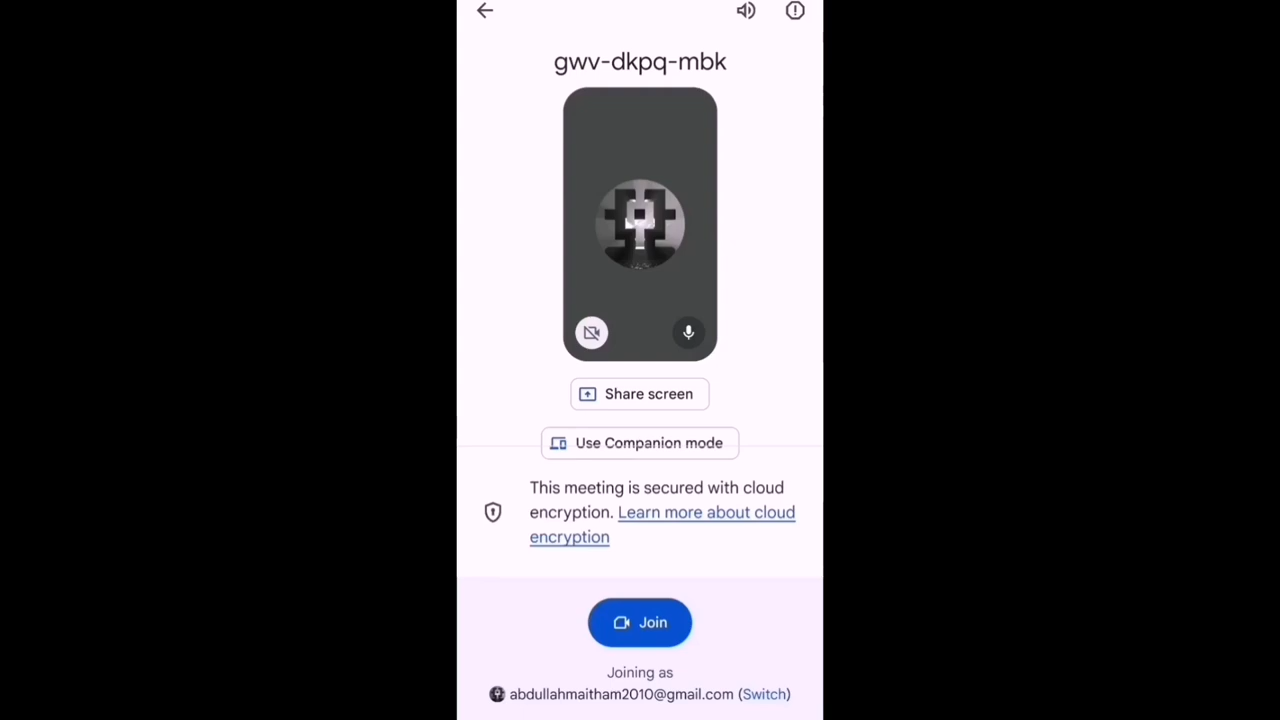 gwv-dkpq-mbk
Share screen
Use Companion mode
This meeting is secured with cloud
encryption. Learn more about cloud
encryption
Join
Joining as
abdullahmaitham2010@gmail.com (Switch)